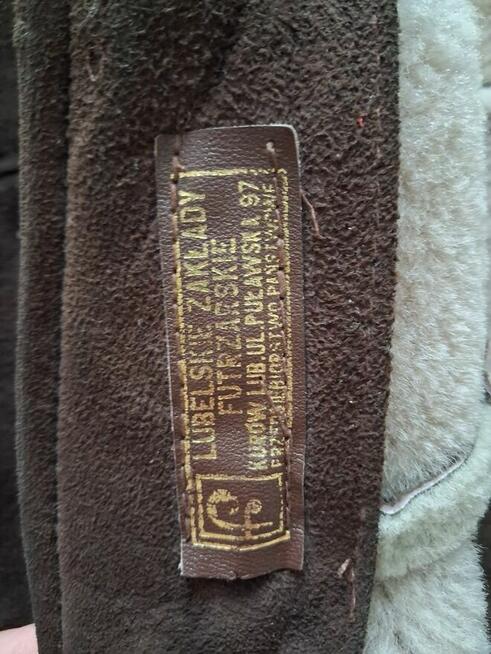 LUBELSKIE ZAKŁADY
FUTRZARSKIE
KURÓW LUB. UL. PUŁAWSKA 97
PRZEDSIĘBIORSTWO PAŃSTWOWE